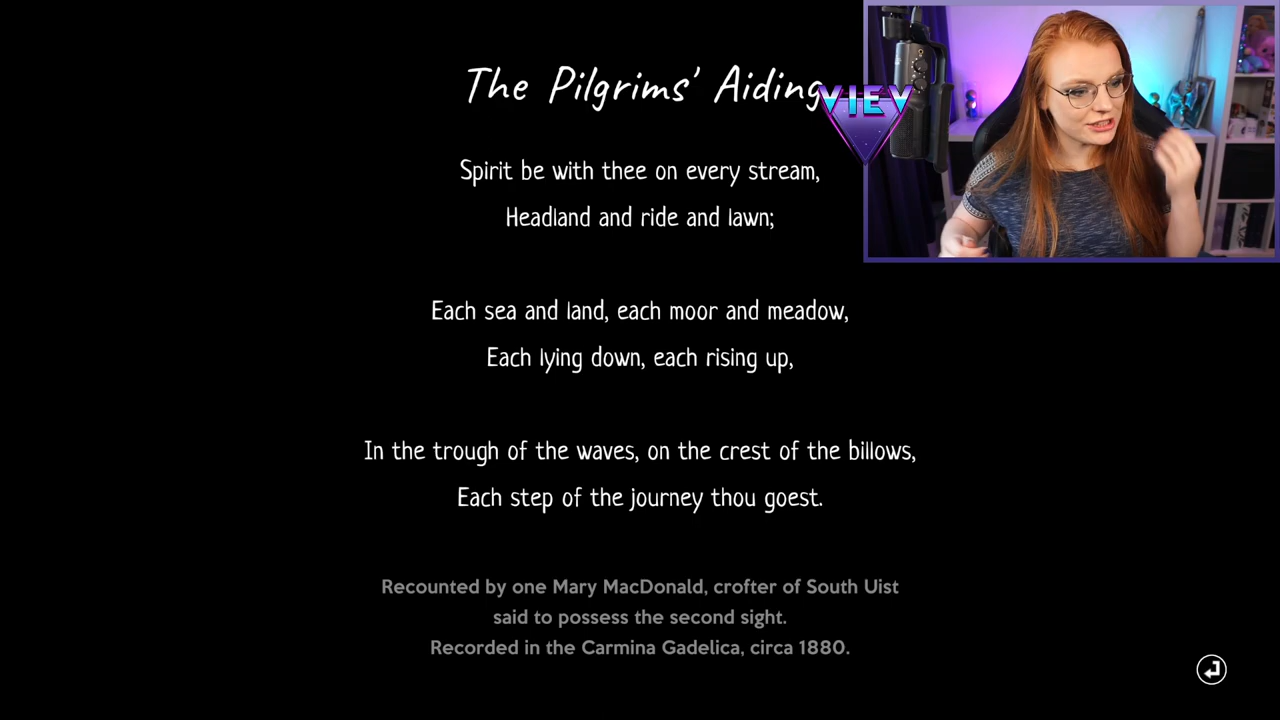 The Pilgrims' Aiding
VIEV
Spirit be with thee on every stream,
Headland and ride and lawn;
Each sea and land, each moor and meadow,
Each lying down, each rising up,
In the trough of the waves, on the crest of the billows,
Each step of the journey thou goest.
Recounted by one Mary MacDonald, crofter of South Uist
said to possess the second sight.
Recorded in the Carmina Gadelica, circa 1880.